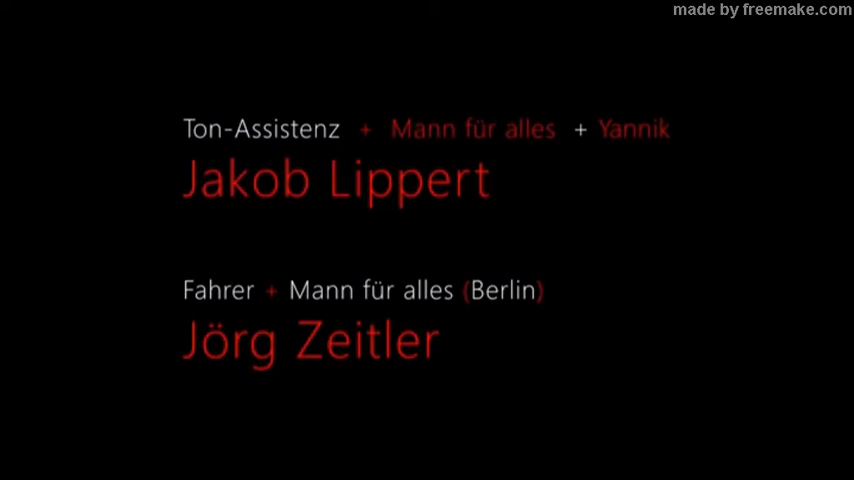 made by freemake.com
Ton-Assistenz + Mann für alles + Yannik
Jakob Lippert
Fahrer + Mann für alles (Berlin)
Jörg Zeitler